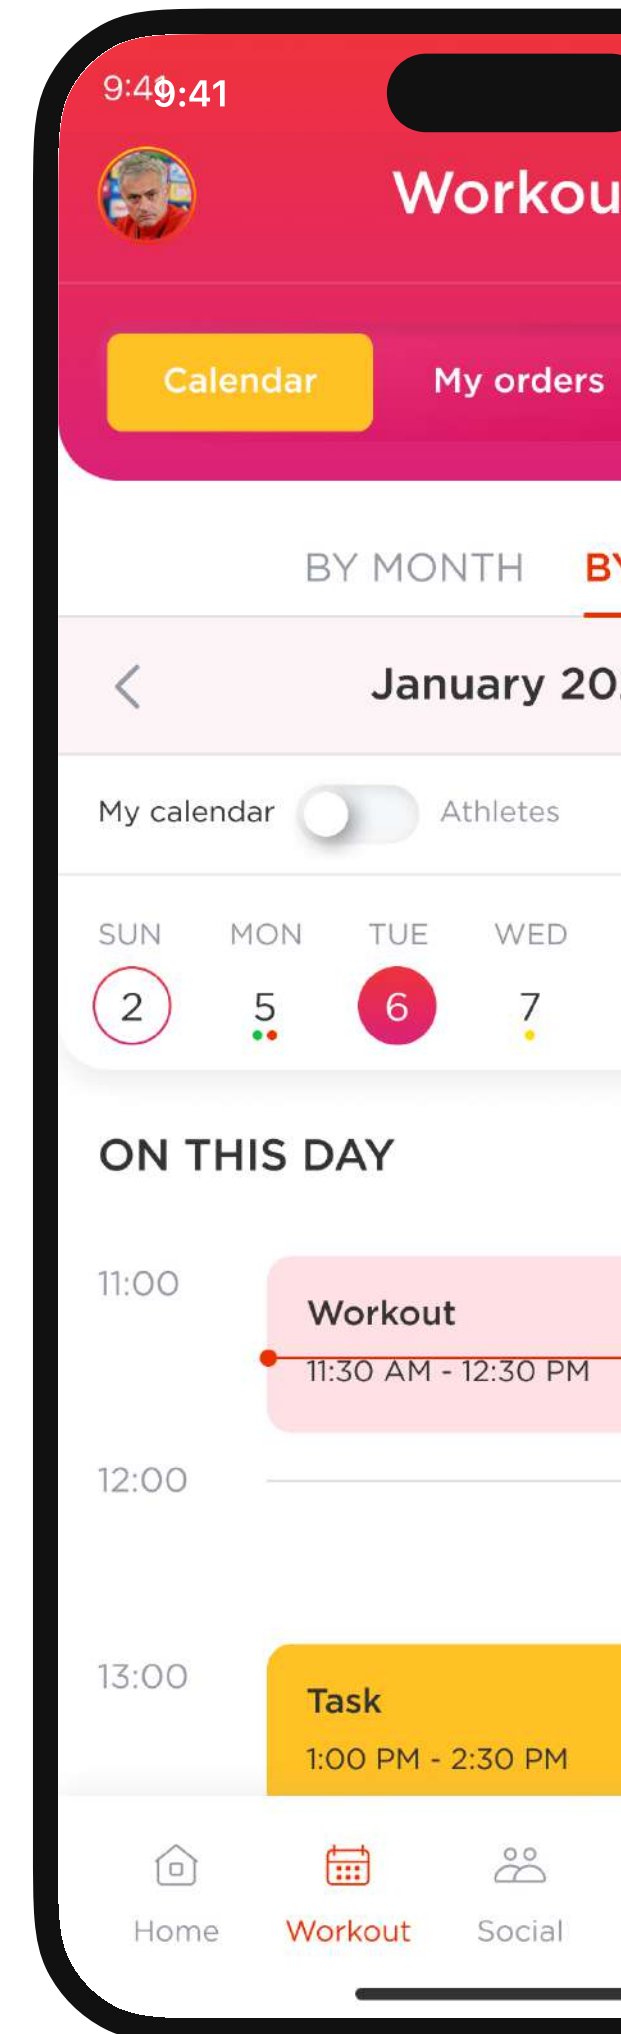 9:41
9:41
Workou
Calendar My orders
BY MONTH BY
January 20
My calendar Athletes
SUN MON TUE WED
2 5 6 7
ON THIS DAY
11:00
Workout
11:30 AM - 12:30 PM
12:00
13:00
Task
1:00 PM - 2:30 PM
Home Workout Social